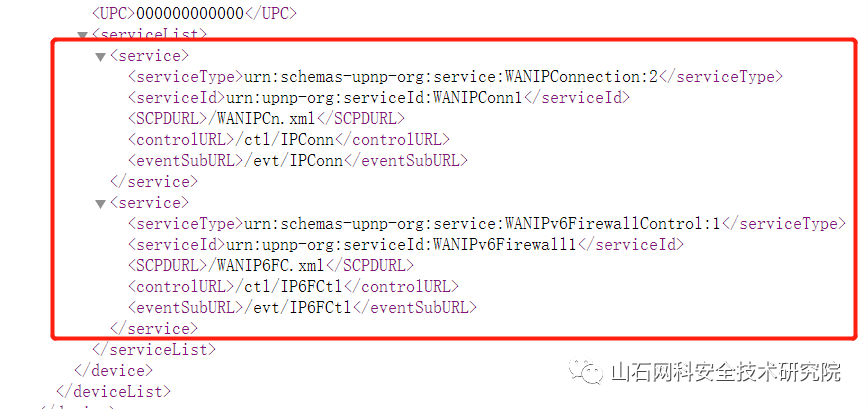 <UPC>000000000000</UPC>
▼<serviceList>
▼<service>
<serviceType>urn:schemas-upnp-org:service:WANIPConnection:2</serviceType>
<serviceId>urn:upnp-org:serviceId:WANIPConn1</serviceId>
<SCPDURL>/WANIPCn.xml</SCPDURL>
<controlURL>/ctl/IPConn</controlURL>
<eventSubURL>/evt/IPConn</eventSubURL>
</service>
▼<service>
<serviceType>urn:schemas-upnp-org:service:WANIPv6FirewallControl:1</serviceType>
<serviceId>urn:upnp-org:serviceId:WANIPv6Firewall1</serviceId>
<SCPDURL>/WANIP6FC.xml</SCPDURL>
<controlURL>/ctl/IP6FCtl</controlURL>
<eventSubURL>/evt/IP6FCtl</eventSubURL>
</service>
</serviceList>
</device>
</deviceList>
</device>
山石网科安全技术研究院